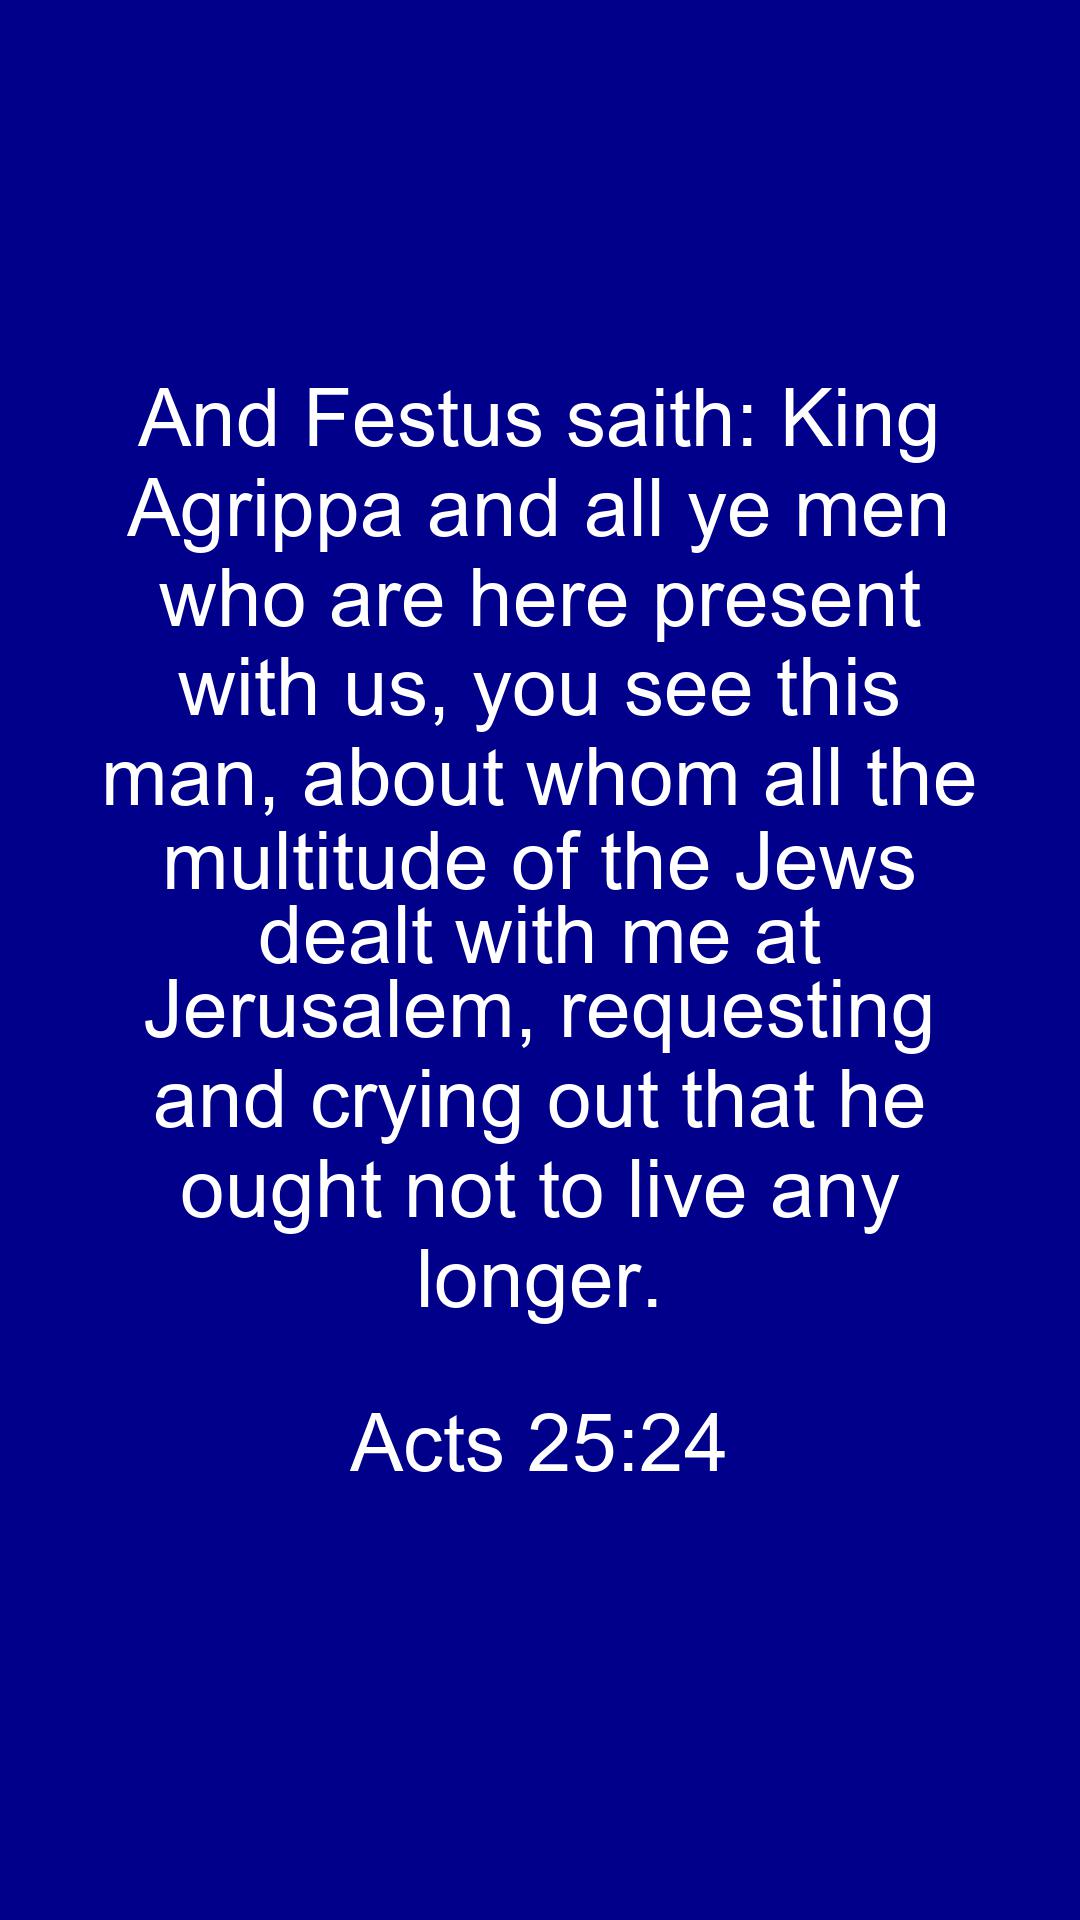 And Festus saith: King
Agrippa and all ye men
who are here present
with us, you see this
man, about whom all the
multitude of the Jews
dealt with me at
Jerusalem, requesting
and crying out that he
ought not to live any
longer.
Acts 25:24